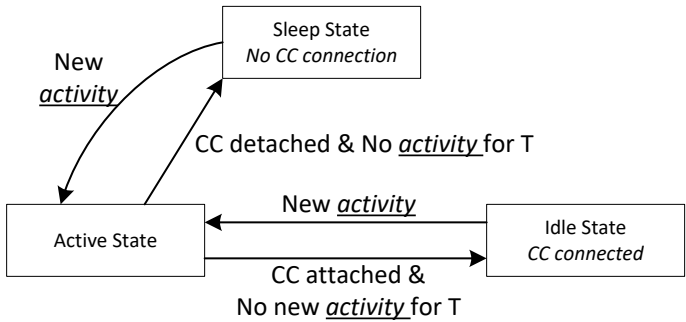 Sleep State
No CC connection
New
activity
CC detached & No activity for T
New activity
Active State
Idle State
CC connected
CC attached &
No new activity for T